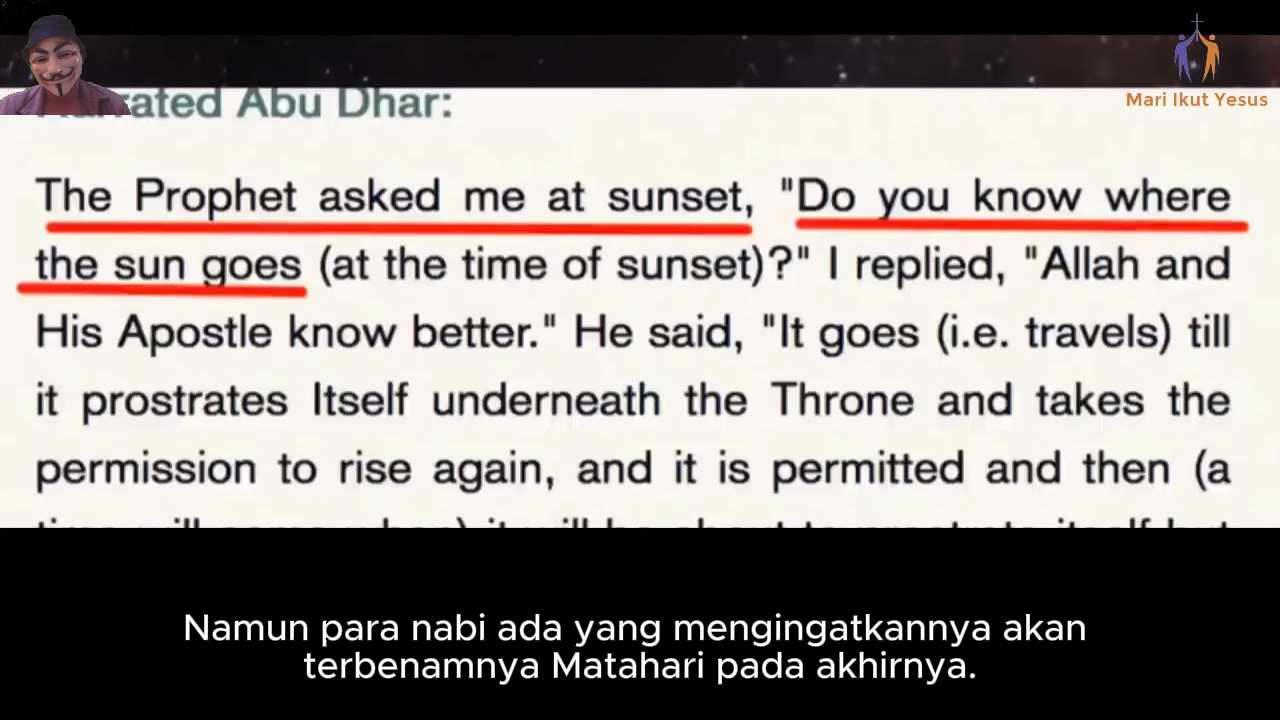 Mari Ikut Yesus
rated Abu Dhar:
The Prophet asked me at sunset, "Do you know where
the sun goes (at the time of sunset)?" I replied, "Allah and
His Apostle know better." He said, "It goes (i.e. travels) till
it prostrates Itself underneath the Throne and takes the
permission to rise again, and it is permitted and then (a
Namun para nabi ada yang mengingatkannya akan
terbenamnya Matahari pada akhirnya.